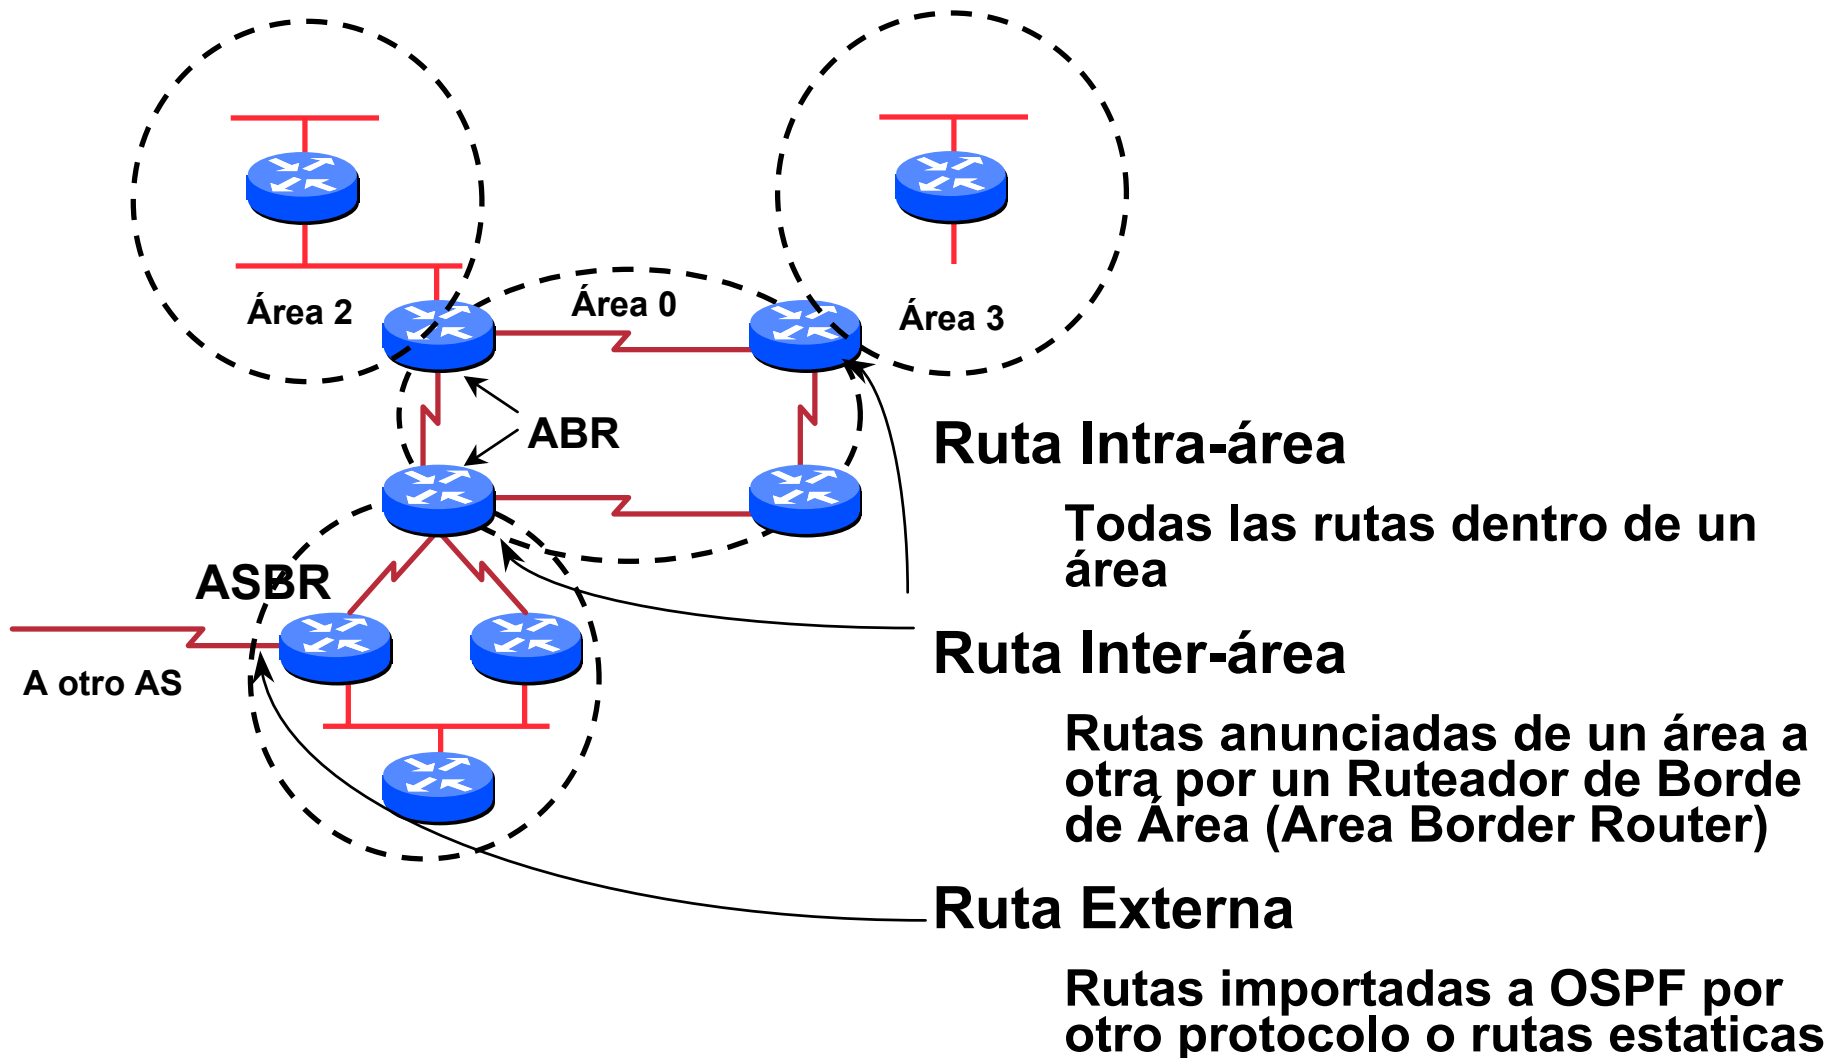 Área 2
Área 0
Área 3
ABR
ASBR
A otro AS
Ruta Intra-área
Todas las rutas dentro de un
área
Ruta Inter-área
Rutas anunciadas de un área a
otra por un Ruteador de Borde
de Área (Area Border Router)
Ruta Externa
Rutas importadas a OSPF por
otro protocolo o rutas estaticas